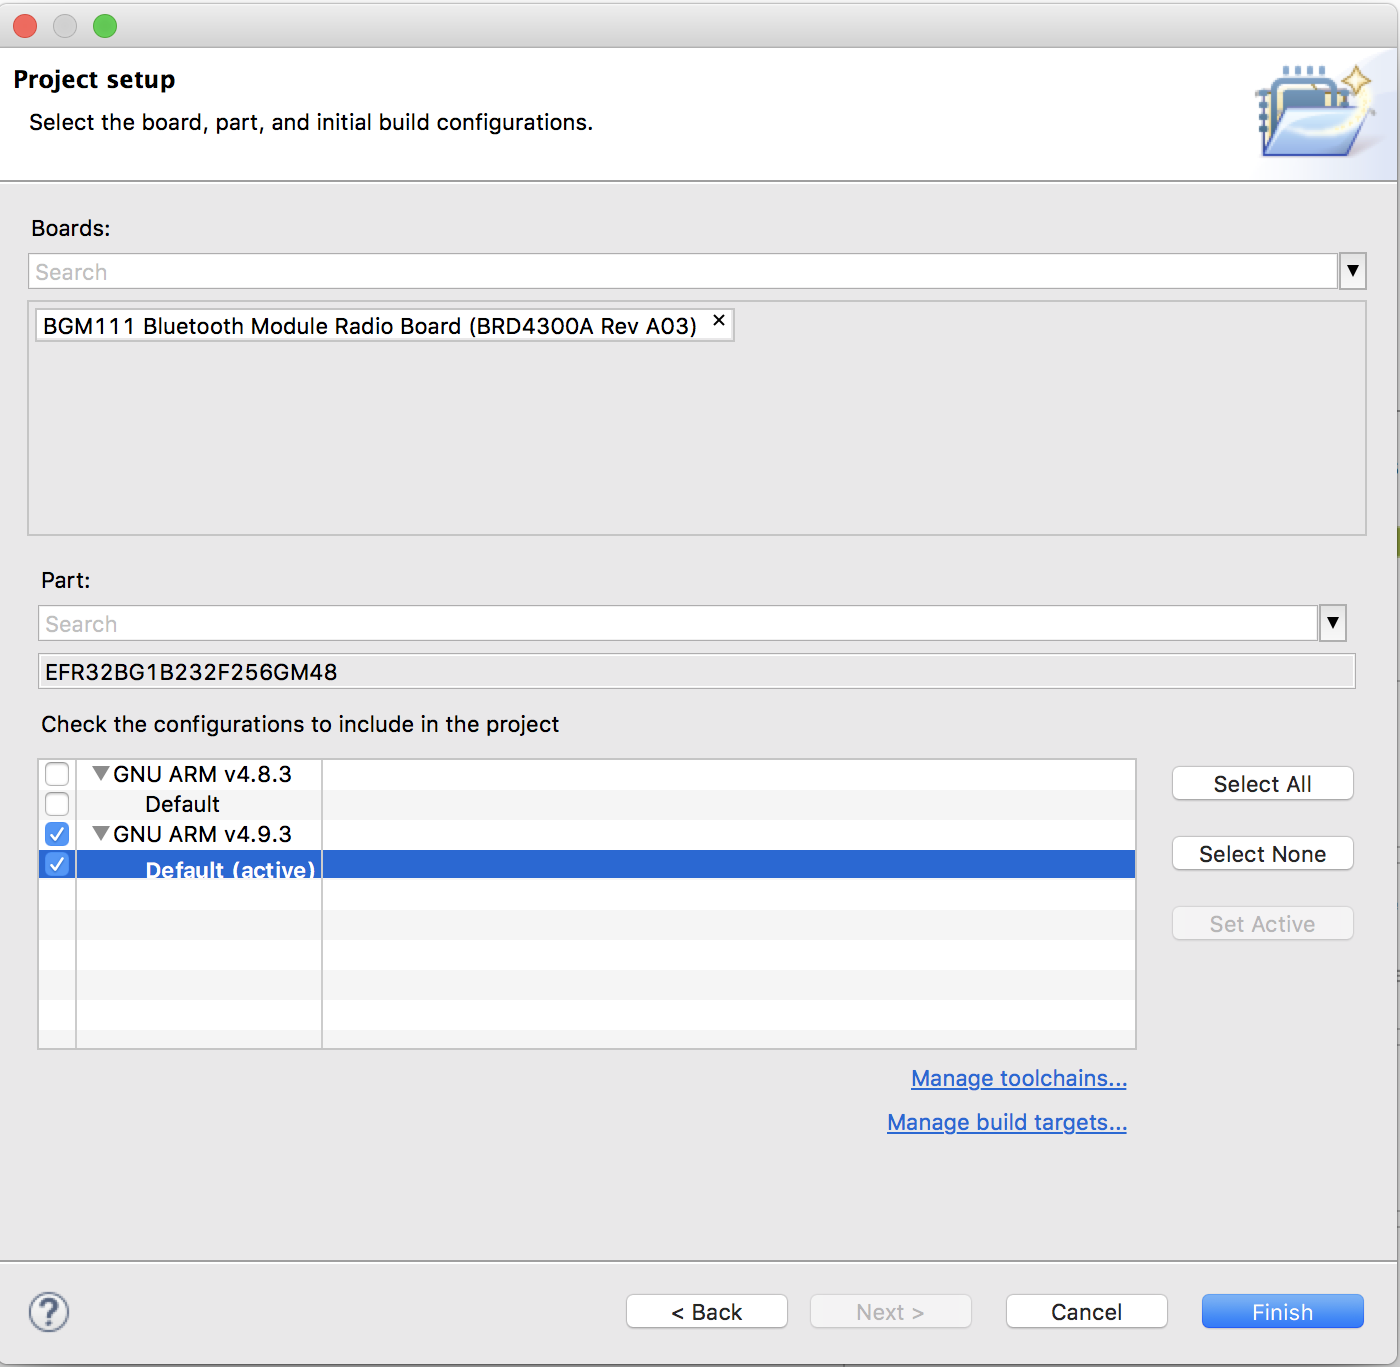 Project setup
Select the board, part, and initial build configurations.
Boards:
Search
BGM111 Bluetooth Module Radio Board (BRD4300A Rev A03)
Part:
Search
EFR32BG1B232F256GM48
Check the configurations to include in the project
GNU ARM v4.8.3
Default
GNU ARM v4.9.3
Default (active)
Select All
Select None
Set Active
Manage toolchains...
Manage build targets...
? < Back Next > Cancel Finish